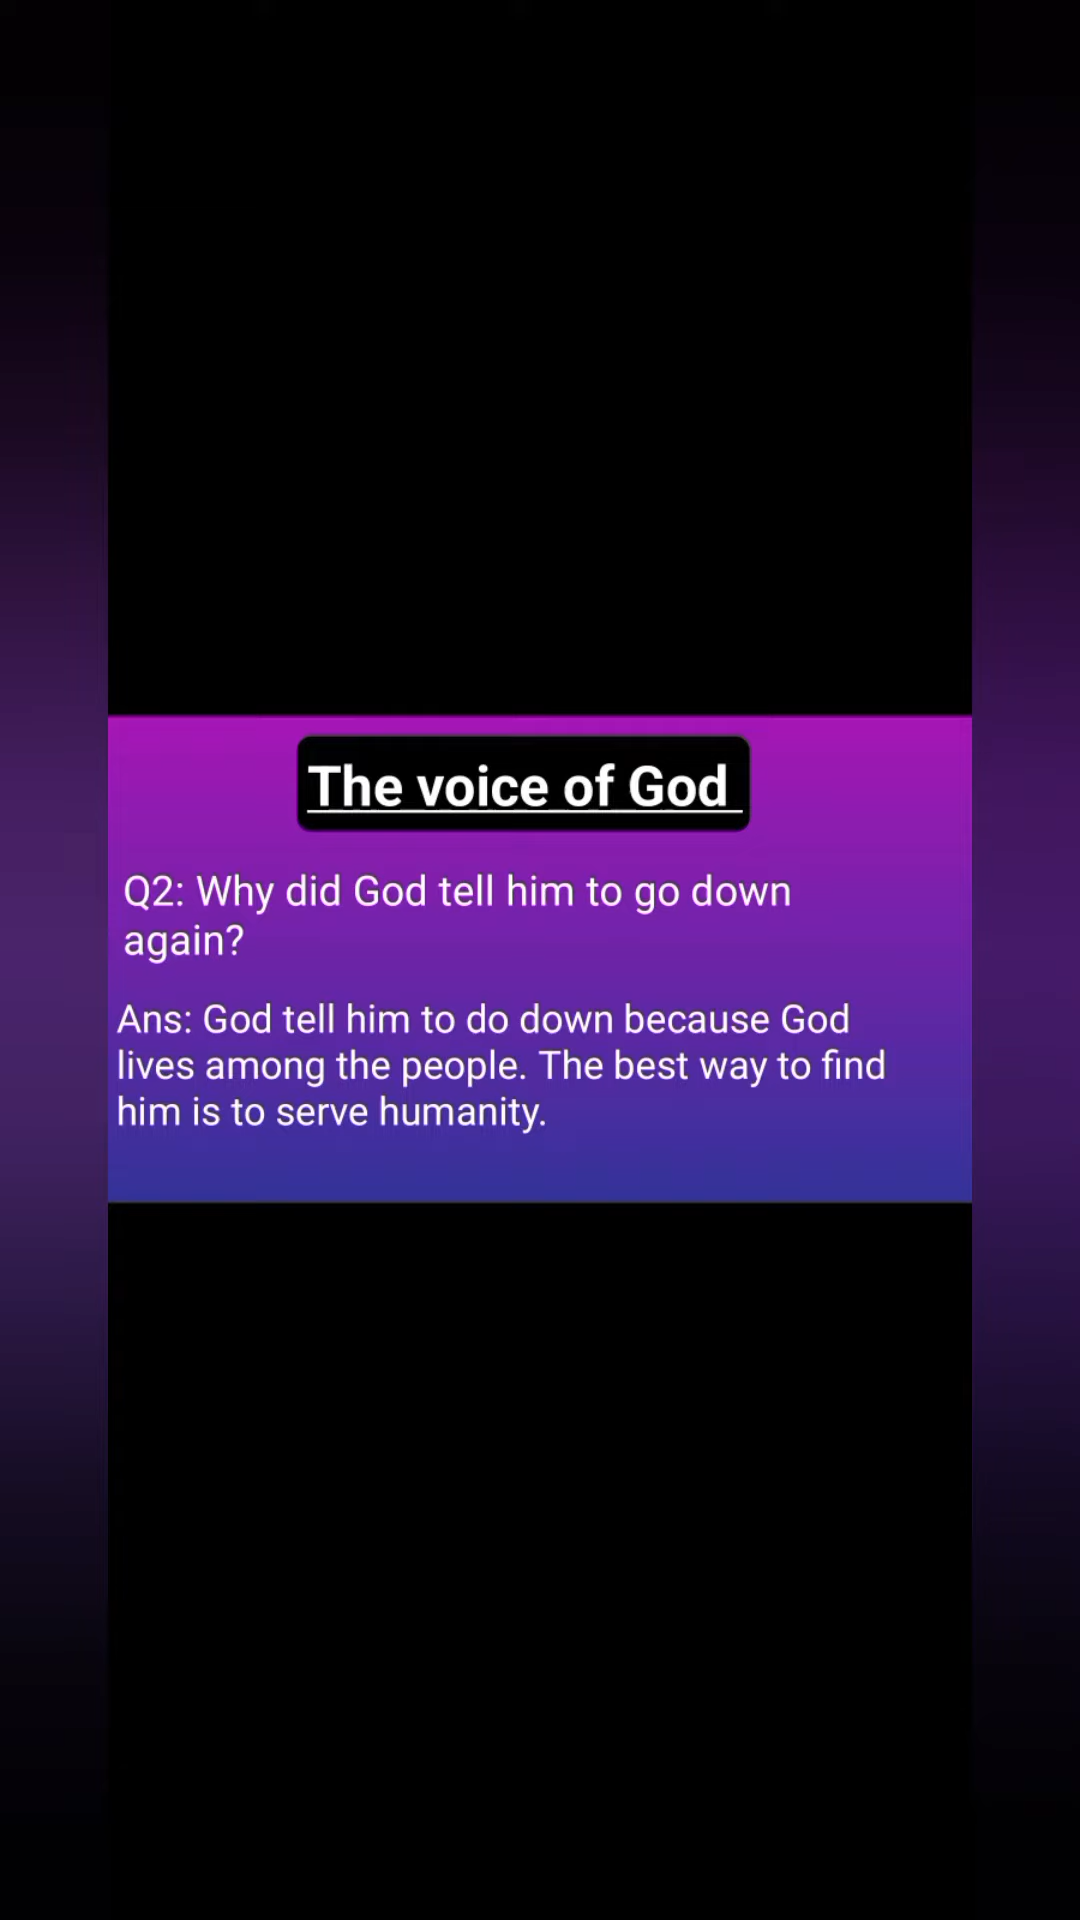 The voice of God
Q2: Why did God tell him to go down
again?
Ans: God tell him to do down because God
lives among the people. The best way to find
him is to serve humanity.